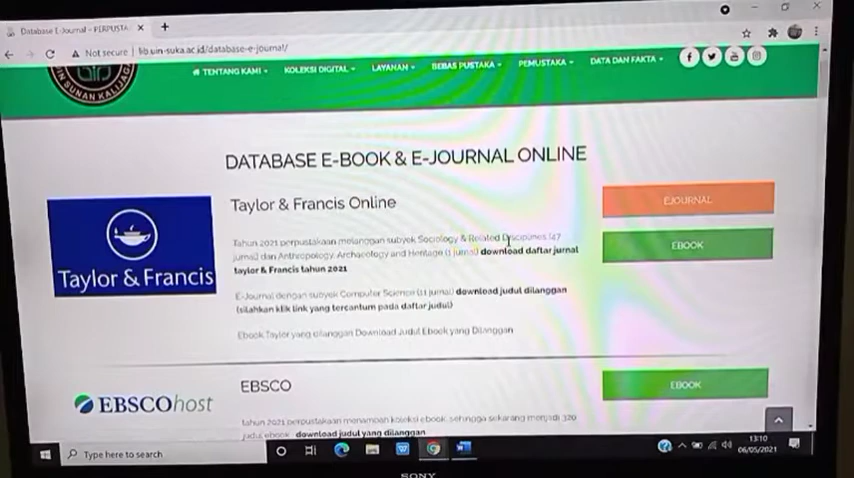 Database E-Journal - PERPUSTA
Not secure | lib.uin-suka.ac.id/database-e-journal/
SUNAN KALIJAGA
TENTANG KAMI
KOLEKSI DIGITAL
LAYANAN
BEBAS PUSTAKA
PEMUSTAKA
DATA DAN FAKTA
DATABASE E-BOOK & E-JOURNAL ONLINE
Taylor & Francis
Taylor & Francis Online
EJOURNAL
EBOOK
Tahun 2021 perpustakaan melanggan subyek Sociology & Related Disciplines (47
jurnal) dan Anthropology, Archaeology and Heritage (1 jurnal) download daftar jurnal
taylor & Francis tahun 2021
E-Journal dengan subyek Computer Science (11 jurnal) download judul dilanggan
(silahkan klik link yang tercantum pada daftar judul)
Ebook Taylor yang dilanggan Download Judul Ebook yang Dilanggan
EBSCOhost
EBSCO
EBOOK
tahun 2021 perpustakaan menambah koleksi ebook, sehingga sekarang menjadi 320
judul ebook. download judul yang dilanggan
Type here to search
13:10
06/05/2021
SONY